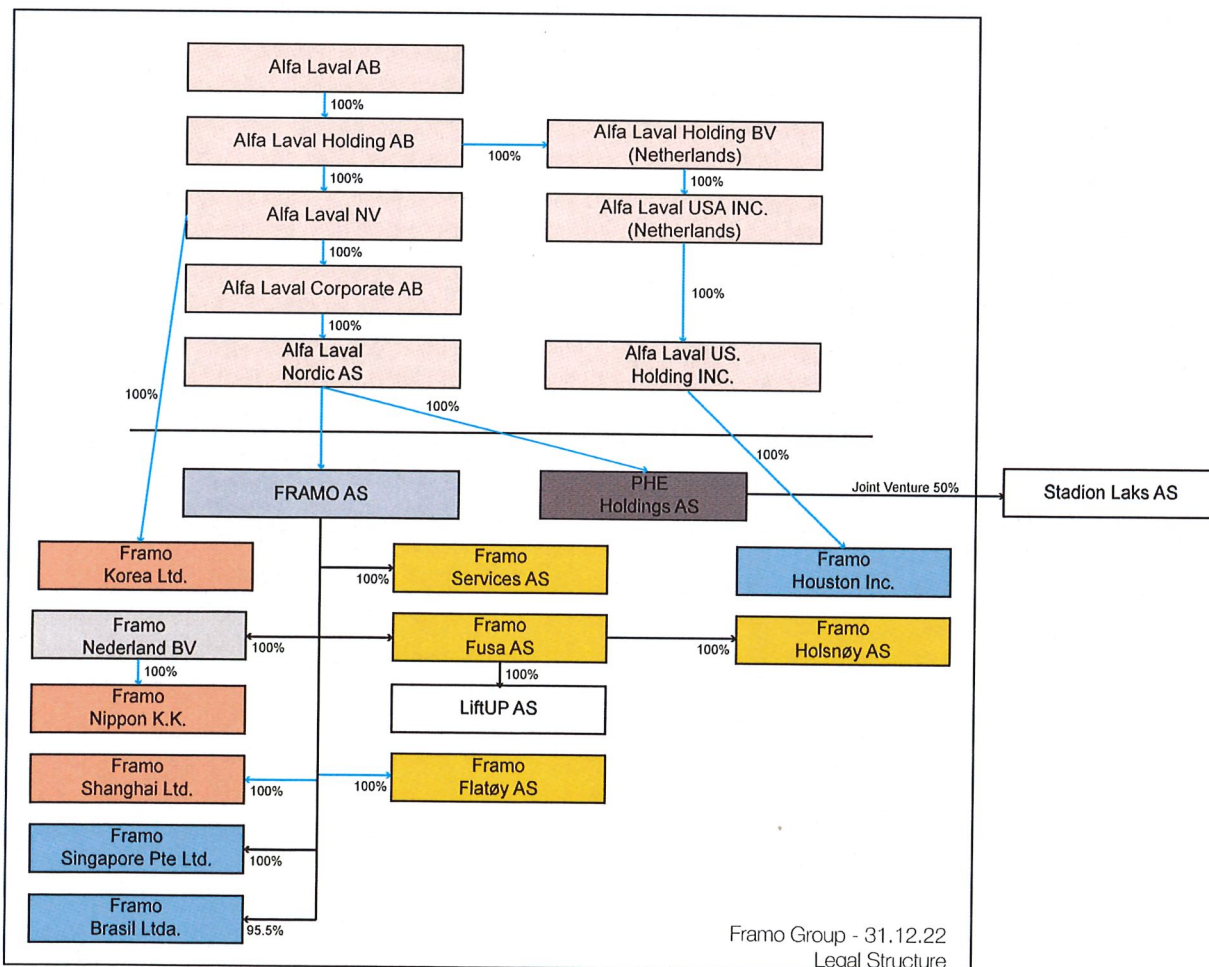 Alfa Laval AB
100%
Alfa Laval Holding AB
100%
Alfa Laval Holding BV
(Netherlands)
100%
100%
Alfa Laval NV
Alfa Laval USA INC.
(Netherlands)
100%
Alfa Laval Corporate AB
100%
100%
Alfa Laval
Nordic AS
Alfa Laval US.
Holding INC.
100%
100%
100%
FRAMO AS
PHE
Holdings AS
Joint Venture 50%
Stadion Laks AS
Framo
Korea Ltd.
100%
Framo
Services AS
Framo
Houston Inc.
Framo
Nederland BV
100%
Framo
Fusa AS
100%
Framo
Holsnøy AS
100%
100%
Framo
Nippon K.K.
LiftUP AS
Framo
Shanghai Ltd.
100%
100%
Framo
Flatøy AS
Framo
Singapore Pte Ltd.
100%
Framo
Brasil Ltda.
95.5%
Framo Group - 31.12.22
Legal Structure